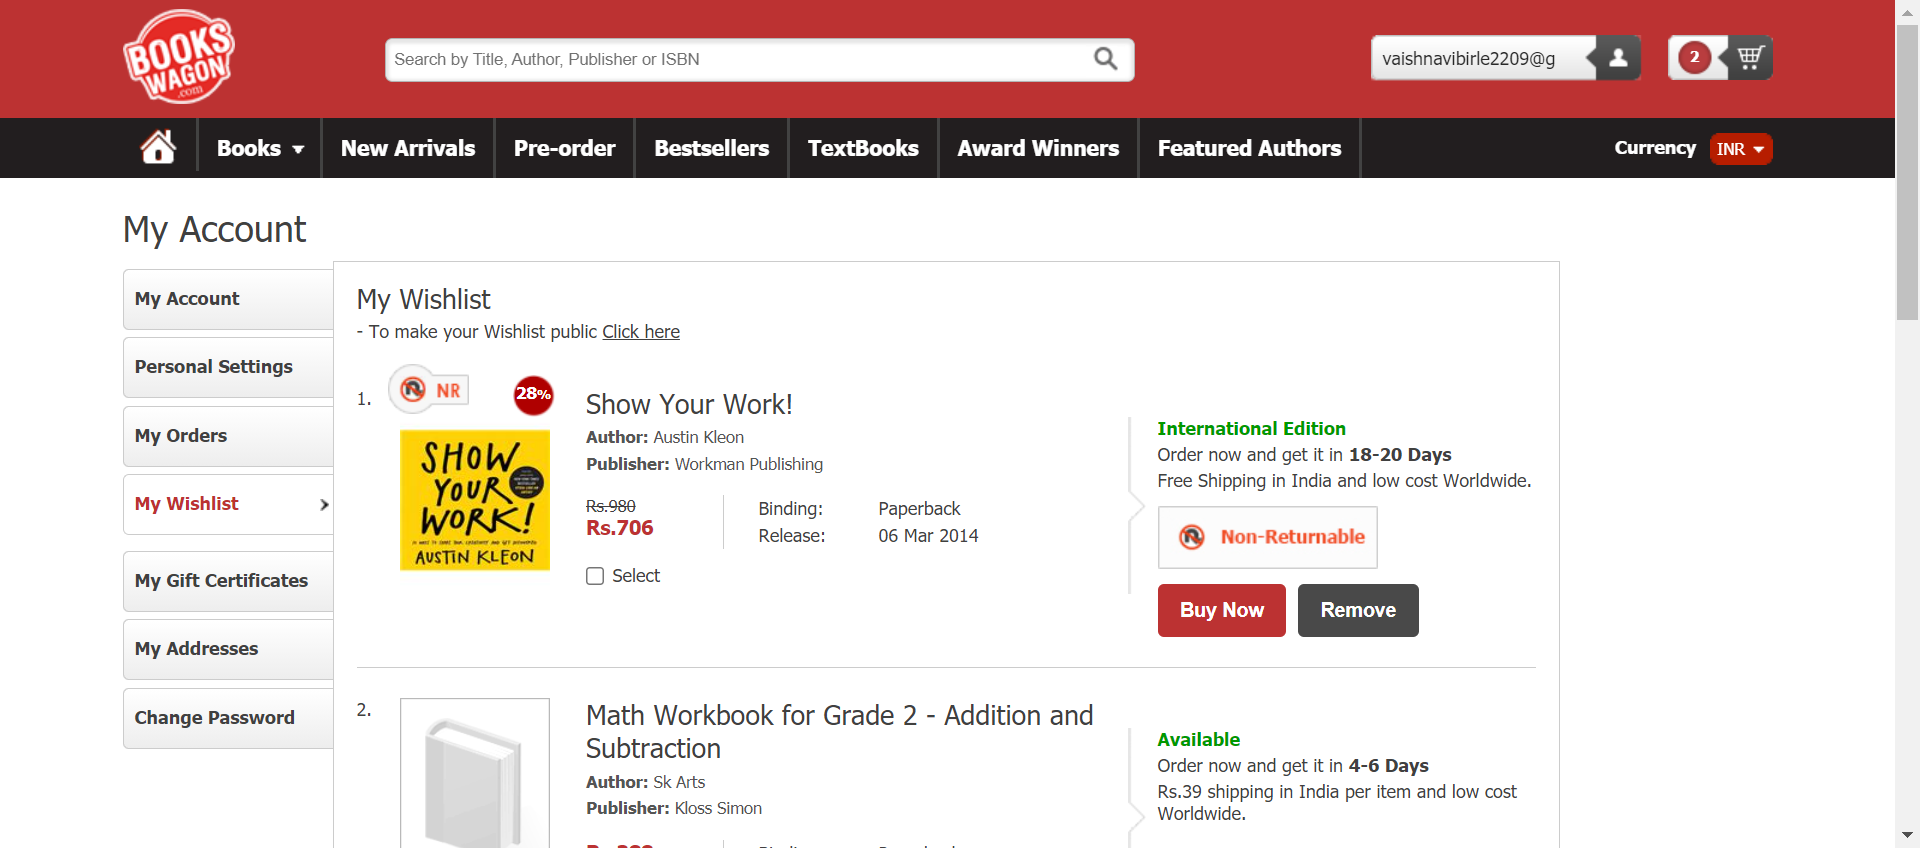 BOOKS
WAGON
.com
Search by Title, Author, Publisher or ISBN
vaishnavibirle2209@g
2
Books
New Arrivals
Pre-order
Bestsellers
TextBooks
Award Winners
Featured Authors
Currency
INR
My Account
My Account
Personal Settings
My Orders
My Wishlist
My Gift Certificates
My Addresses
Change Password
My Wishlist
- To make your Wishlist public Click here
1.
NR
28%
SHOW
YOUR
WORK!
AUSTIN KLEON
Show Your Work!
Author: Austin Kleon
Publisher: Workman Publishing
Rs.980
Rs.706
Binding: Paperback
Release: 06 Mar 2014
Select
International Edition
Order now and get it in 18-20 Days
Free Shipping in India and low cost Worldwide.
Non-Returnable
Buy Now
Remove
2.
Math Workbook for Grade 2 - Addition and
Subtraction
Author: Sk Arts
Publisher: Kloss Simon
Available
Order now and get it in 4-6 Days
Rs.39 shipping in India per item and low cost
Worldwide.